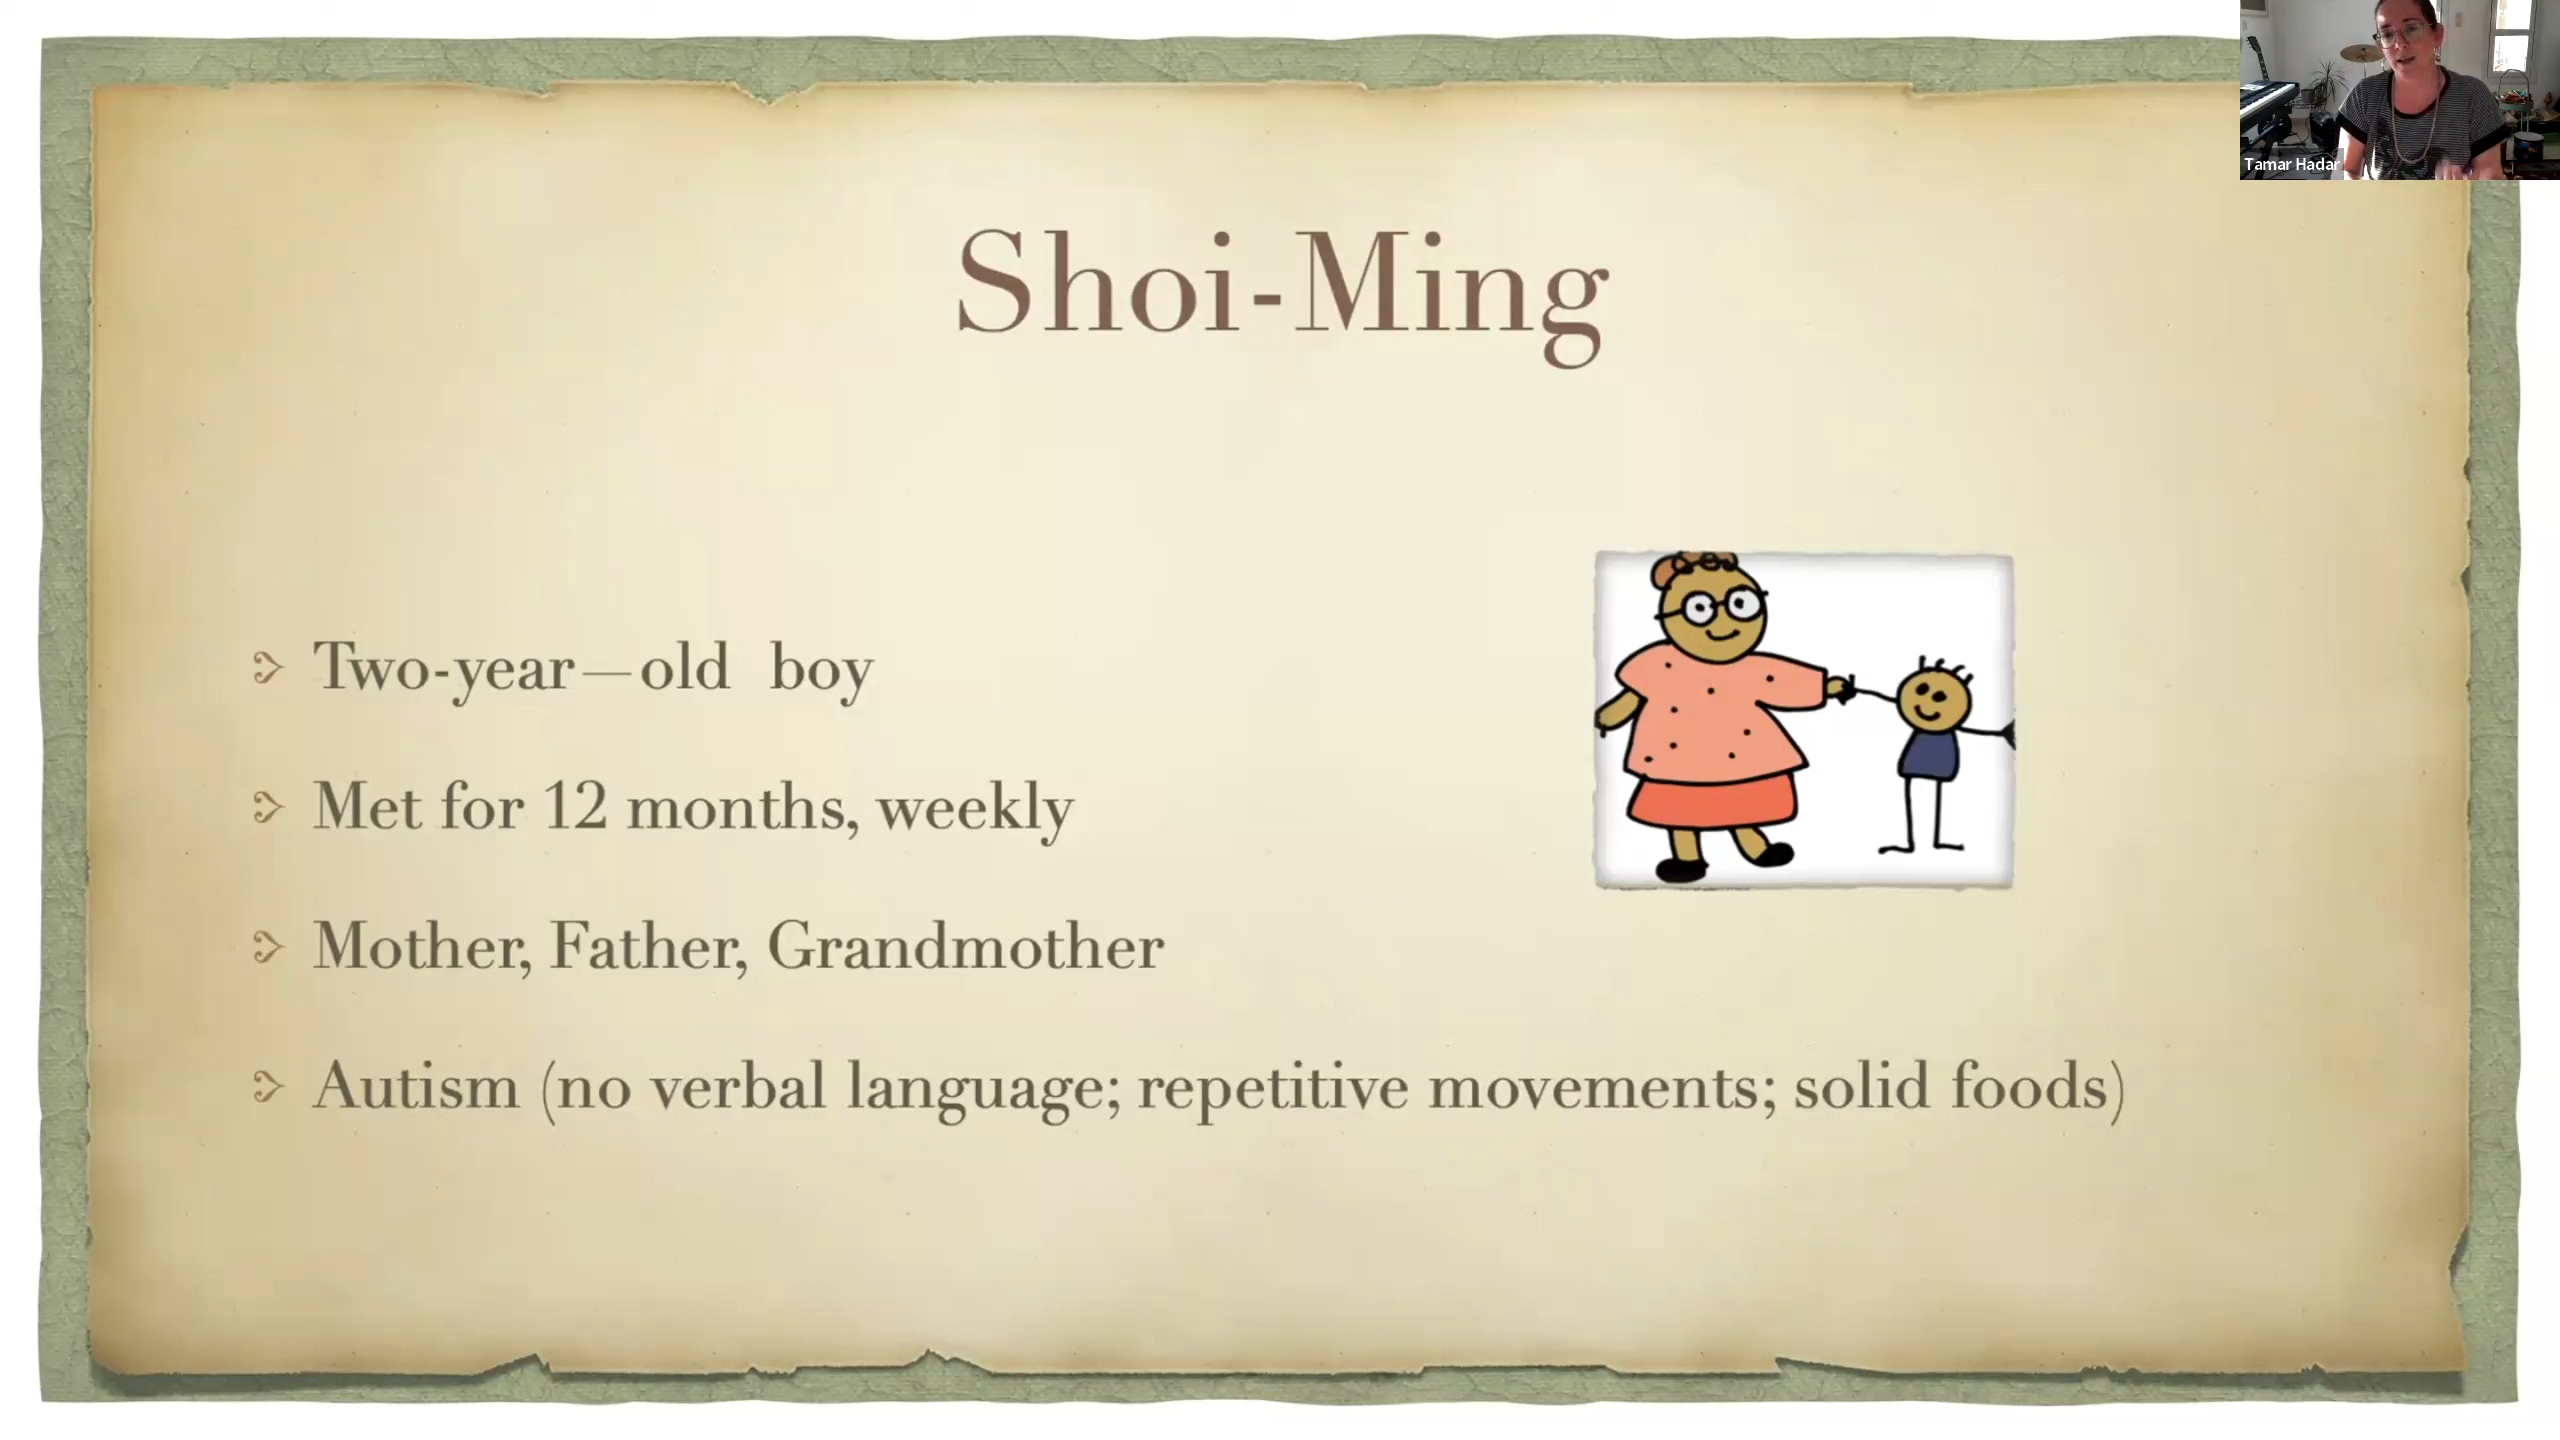 Shoi-Ming
Two-year—old boy
Met for 12 months, weekly
Mother, Father, Grandmother
Autism (no verbal language; repetitive movements; solid foods)
Tamar Hadar